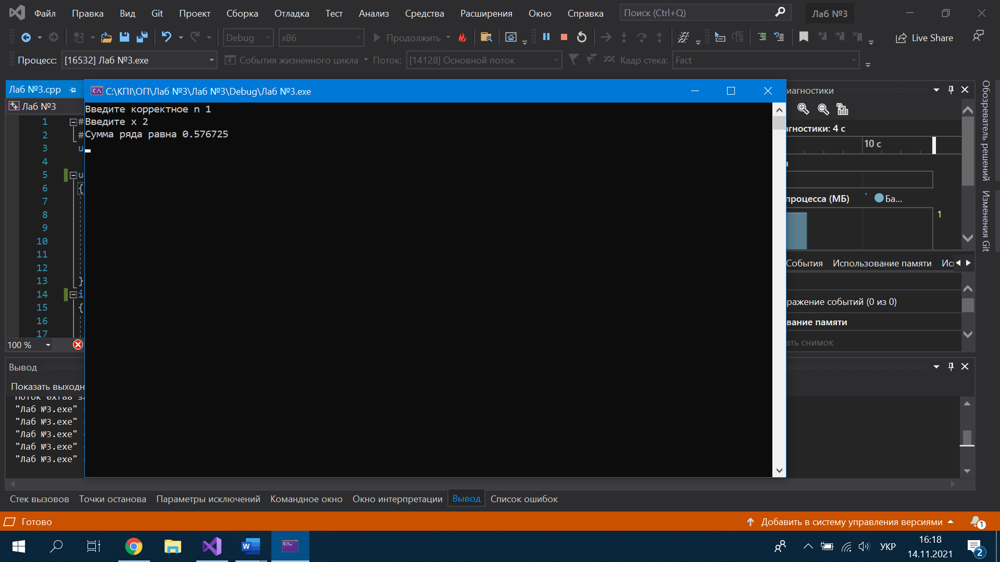 Файл Правка Вид Git Проект Сборка Отладка Тест Анализ Средства Расширения Окно Справка Поиск (Ctrl+Q) Лаб №3
Debug x86 Продолжить Live Share
Процесс: [16532] Лаб №3.exe События жизненного цикла Поток: [14128] Основной поток Кадр стека: Fact
Лаб №3.cpp
Лаб №3
C:\КПІ\ОП\Лаб №3\Лаб №3\Debug\Лаб №3.exe
Введите корректное n 1
Введите x 2
Сумма ряда равна 0.576725
1 #
2 #
3 u
4
5 u
6 {
7
8
9
10
11
12
13 }
14 i
15 {
16
17
100 %
иагностики
агностики: 4 с
10 с
процесса (МБ) Ба...
1
События Использование памяти Ис
ражение событий (0 из 0)
вание памяти
ать снимок
Обозреватель решений
Изменения Git
Вывод
Показать выходн
"Лаб №3.exe"
"Лаб №3.exe"
"Лаб №3.exe"
"Лаб №3.exe"
"Лаб №3.exe"
Стек вызовов Точки останова Параметры исключений Командное окно Окно интерпретации Вывод Список ошибок
Готово Добавить в систему управления версиями 1
УКР 16:18
14.11.2021 2